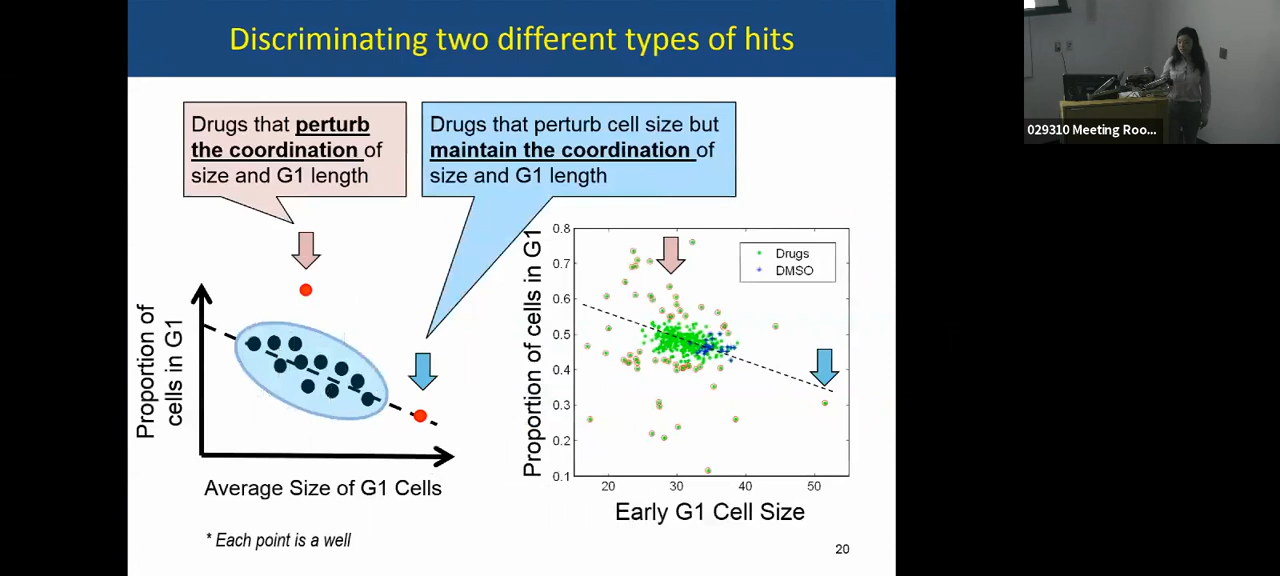 Discriminating two different types of hits
Drugs that perturb
the coordination of
size and G1 length
Drugs that perturb cell size but
maintain the coordination of
size and G1 length
029310 Meeting Roo...
Proportion of
cells in G1
Average Size of G1 Cells
* Each point is a well
Proportion of cells in G1
0.8
0.7
0.6
0.5
0.4
0.3
0.2
0.1
Drugs
DMSO
20
30
40
50
Early G1 Cell Size
20